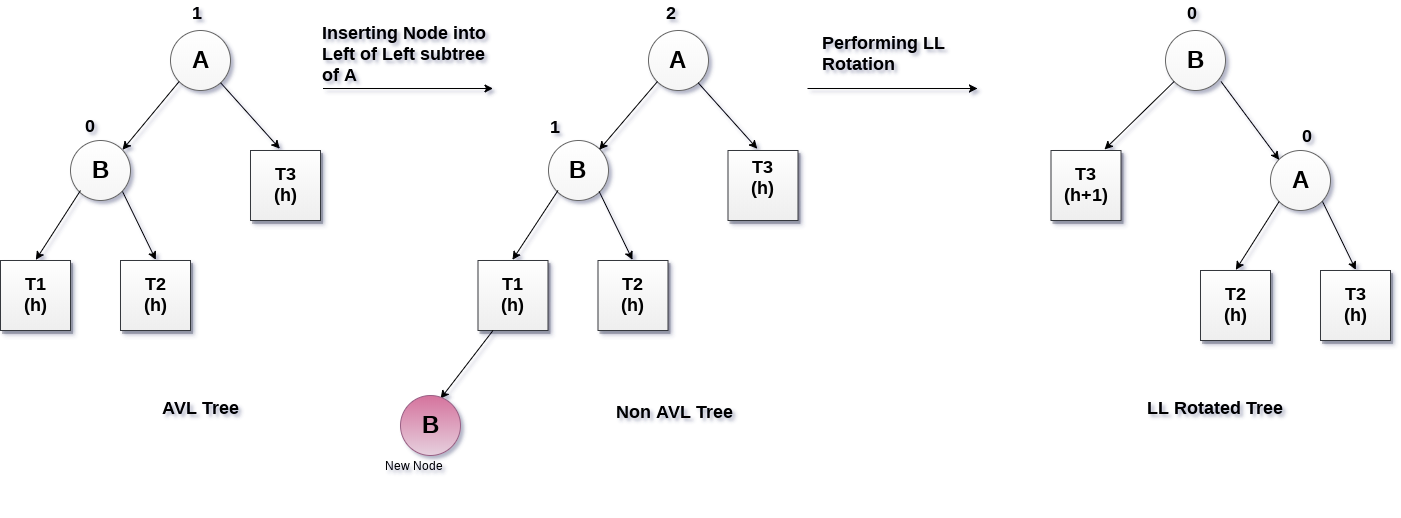 1
A
0
B
T3
(h)
T1
(h)
T2
(h)
AVL Tree
Inserting Node into
Left of Left subtree
of A
2
A
1
B
T3
(h)
T1
(h)
T2
(h)
B
New Node
Non AVL Tree
Performing LL
Rotation
0
B
0
T3
(h+1)
A
T2
(h)
T3
(h)
LL Rotated Tree